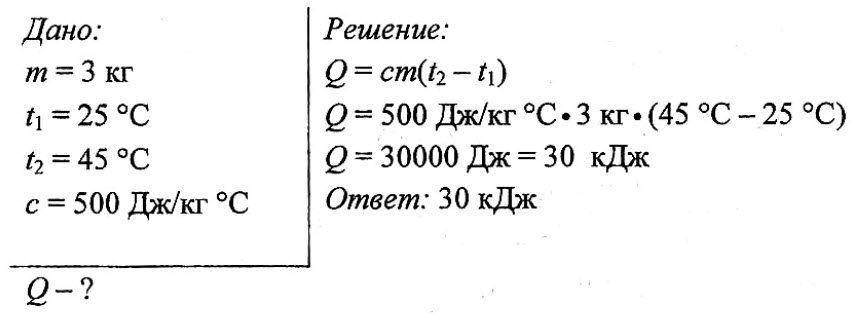 Дано:
m = 3 кг
t₁ = 25 °C
t₂ = 45 °C
c = 500 Дж/кг °C
Q – ?
Решение:
Q = cm(t₂ – t₁)
Q = 500 Дж/кг °C • 3 кг • (45 °C – 25 °C)
Q = 30000 Дж = 30 кДж
Ответ: 30 кДж